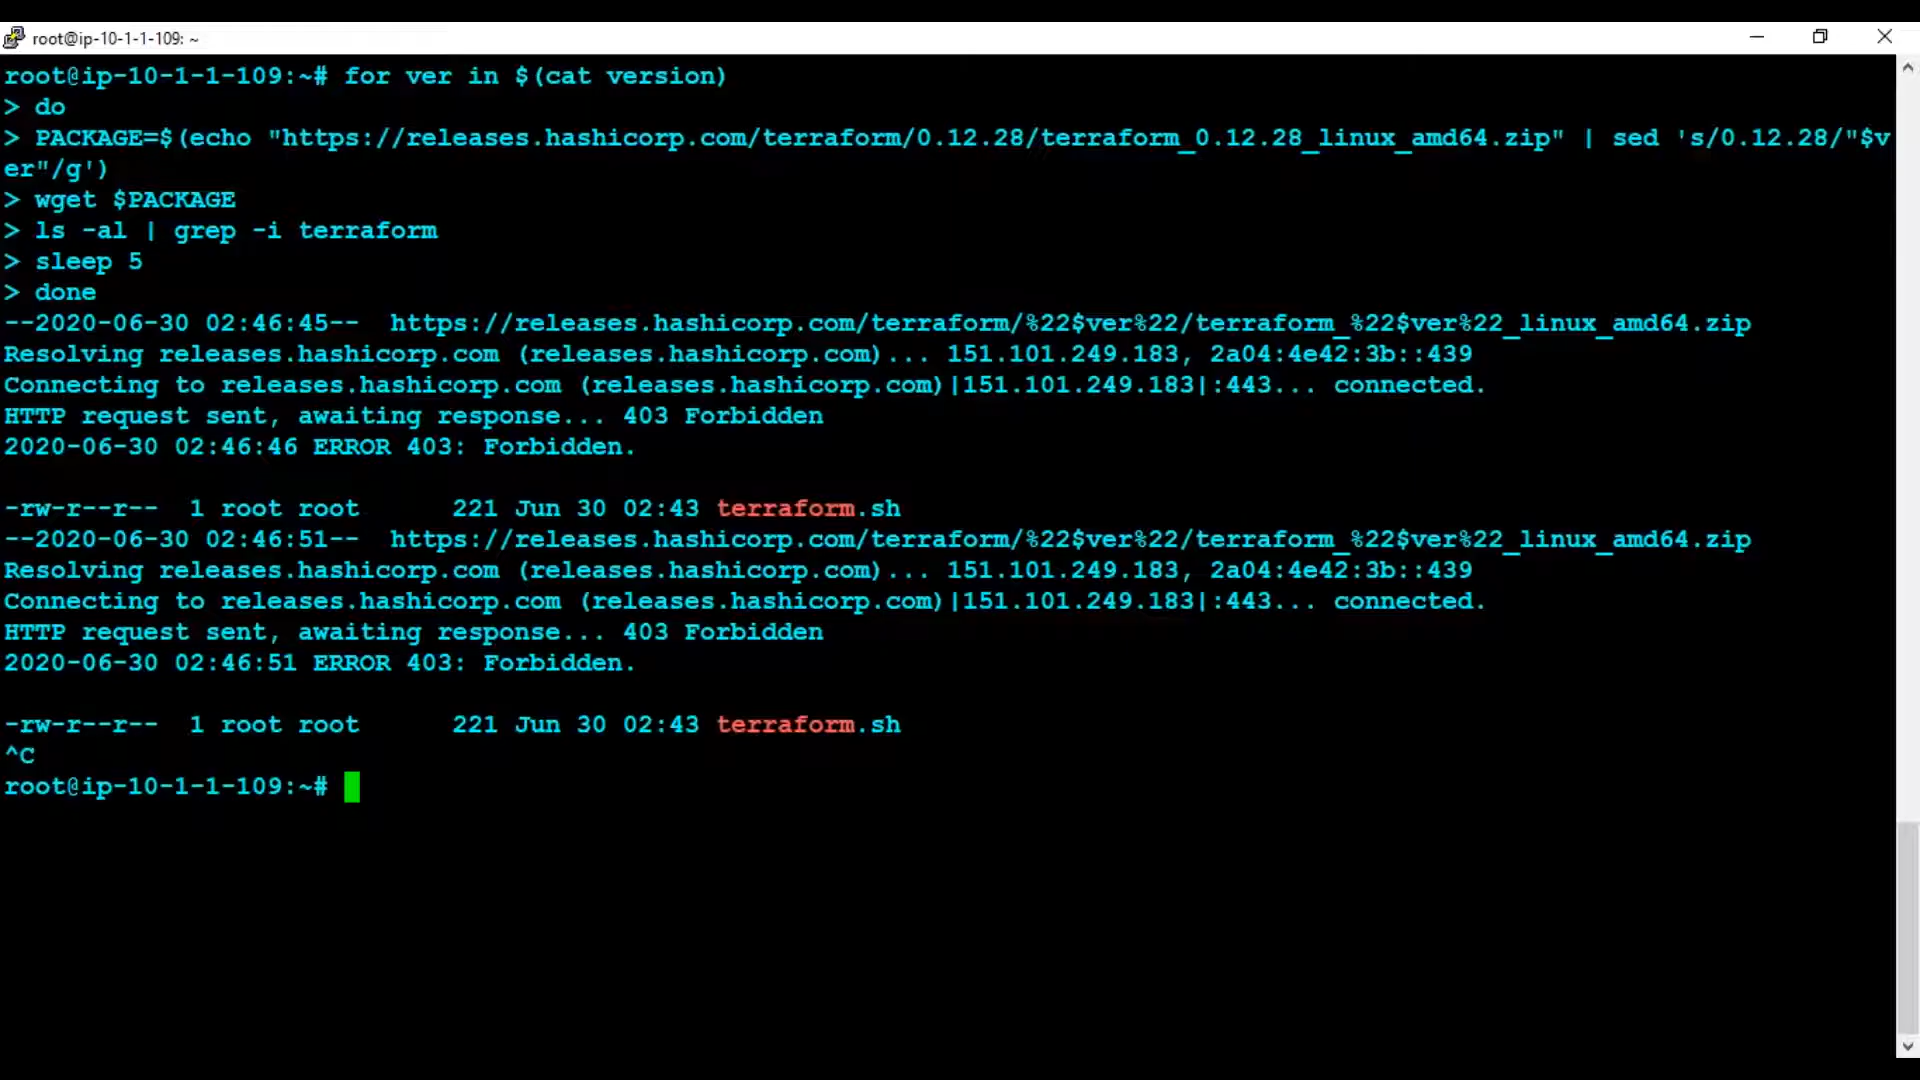 root@ip-10-1-1-109: ~
root@ip-10-1-1-109:~# for ver in $(cat version)
> do
> PACKAGE=$(echo "https://releases.hashicorp.com/terraform/0.12.28/terraform_0.12.28_linux_amd64.zip" | sed 's/0.12.28/"$v
er"/g')
> wget $PACKAGE
> ls -al | grep -i terraform
> sleep 5
> done
--2020-06-30 02:46:45--  https://releases.hashicorp.com/terraform/%22$ver%22/terraform_%22$ver%22_linux_amd64.zip
Resolving releases.hashicorp.com (releases.hashicorp.com)... 151.101.249.183, 2a04:4e42:3b::439
Connecting to releases.hashicorp.com (releases.hashicorp.com)|151.101.249.183|:443... connected.
HTTP request sent, awaiting response... 403 Forbidden
2020-06-30 02:46:46 ERROR 403: Forbidden.
-rw-r--r--  1 root root      221 Jun 30 02:43 terraform.sh
--2020-06-30 02:46:51--  https://releases.hashicorp.com/terraform/%22$ver%22/terraform_%22$ver%22_linux_amd64.zip
Resolving releases.hashicorp.com (releases.hashicorp.com)... 151.101.249.183, 2a04:4e42:3b::439
Connecting to releases.hashicorp.com (releases.hashicorp.com)|151.101.249.183|:443... connected.
HTTP request sent, awaiting response... 403 Forbidden
2020-06-30 02:46:51 ERROR 403: Forbidden.
-rw-r--r--  1 root root      221 Jun 30 02:43 terraform.sh
^C
root@ip-10-1-1-109:~#